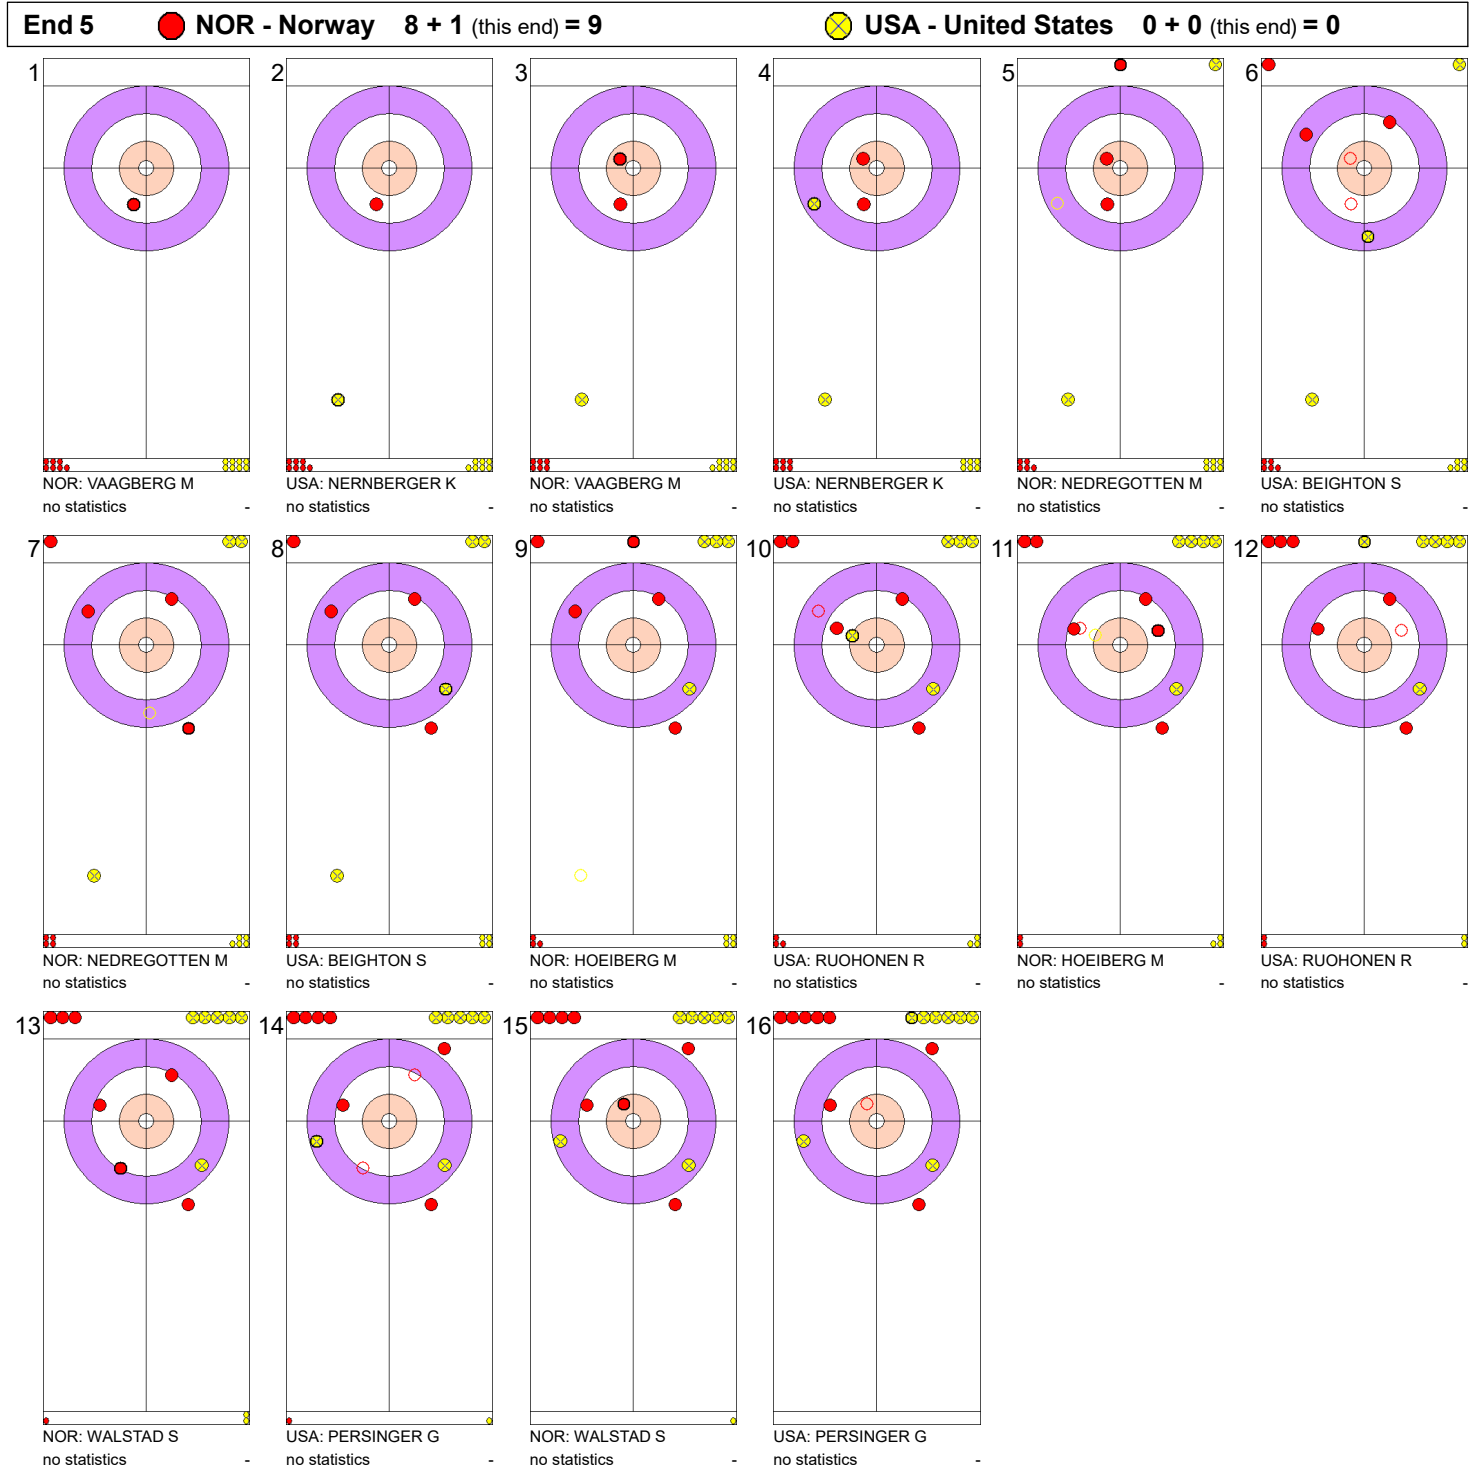 End 5 NOR - Norway 8 + 1 (this end) = 9 USA - United States 0 + 0 (this end) = 0
1 2 3 4 5 6
NOR: VAAGBERG M USA: NERNBERGER K NOR: VAAGBERG M USA: NERNBERGER K NOR: NEDREGOTTEN M USA: BEIGHTON S
no statistics - no statistics - no statistics - no statistics - no statistics - no statistics -
7 8 9 10 11 12
NOR: NEDREGOTTEN M USA: BEIGHTON S NOR: HOEIBERG M USA: RUOHONEN R NOR: HOEIBERG M USA: RUOHONEN R
no statistics - no statistics - no statistics - no statistics - no statistics - no statistics -
13 14 15 16
NOR: WALSTAD S USA: PERSINGER G NOR: WALSTAD S USA: PERSINGER G
no statistics - no statistics - no statistics - no statistics -